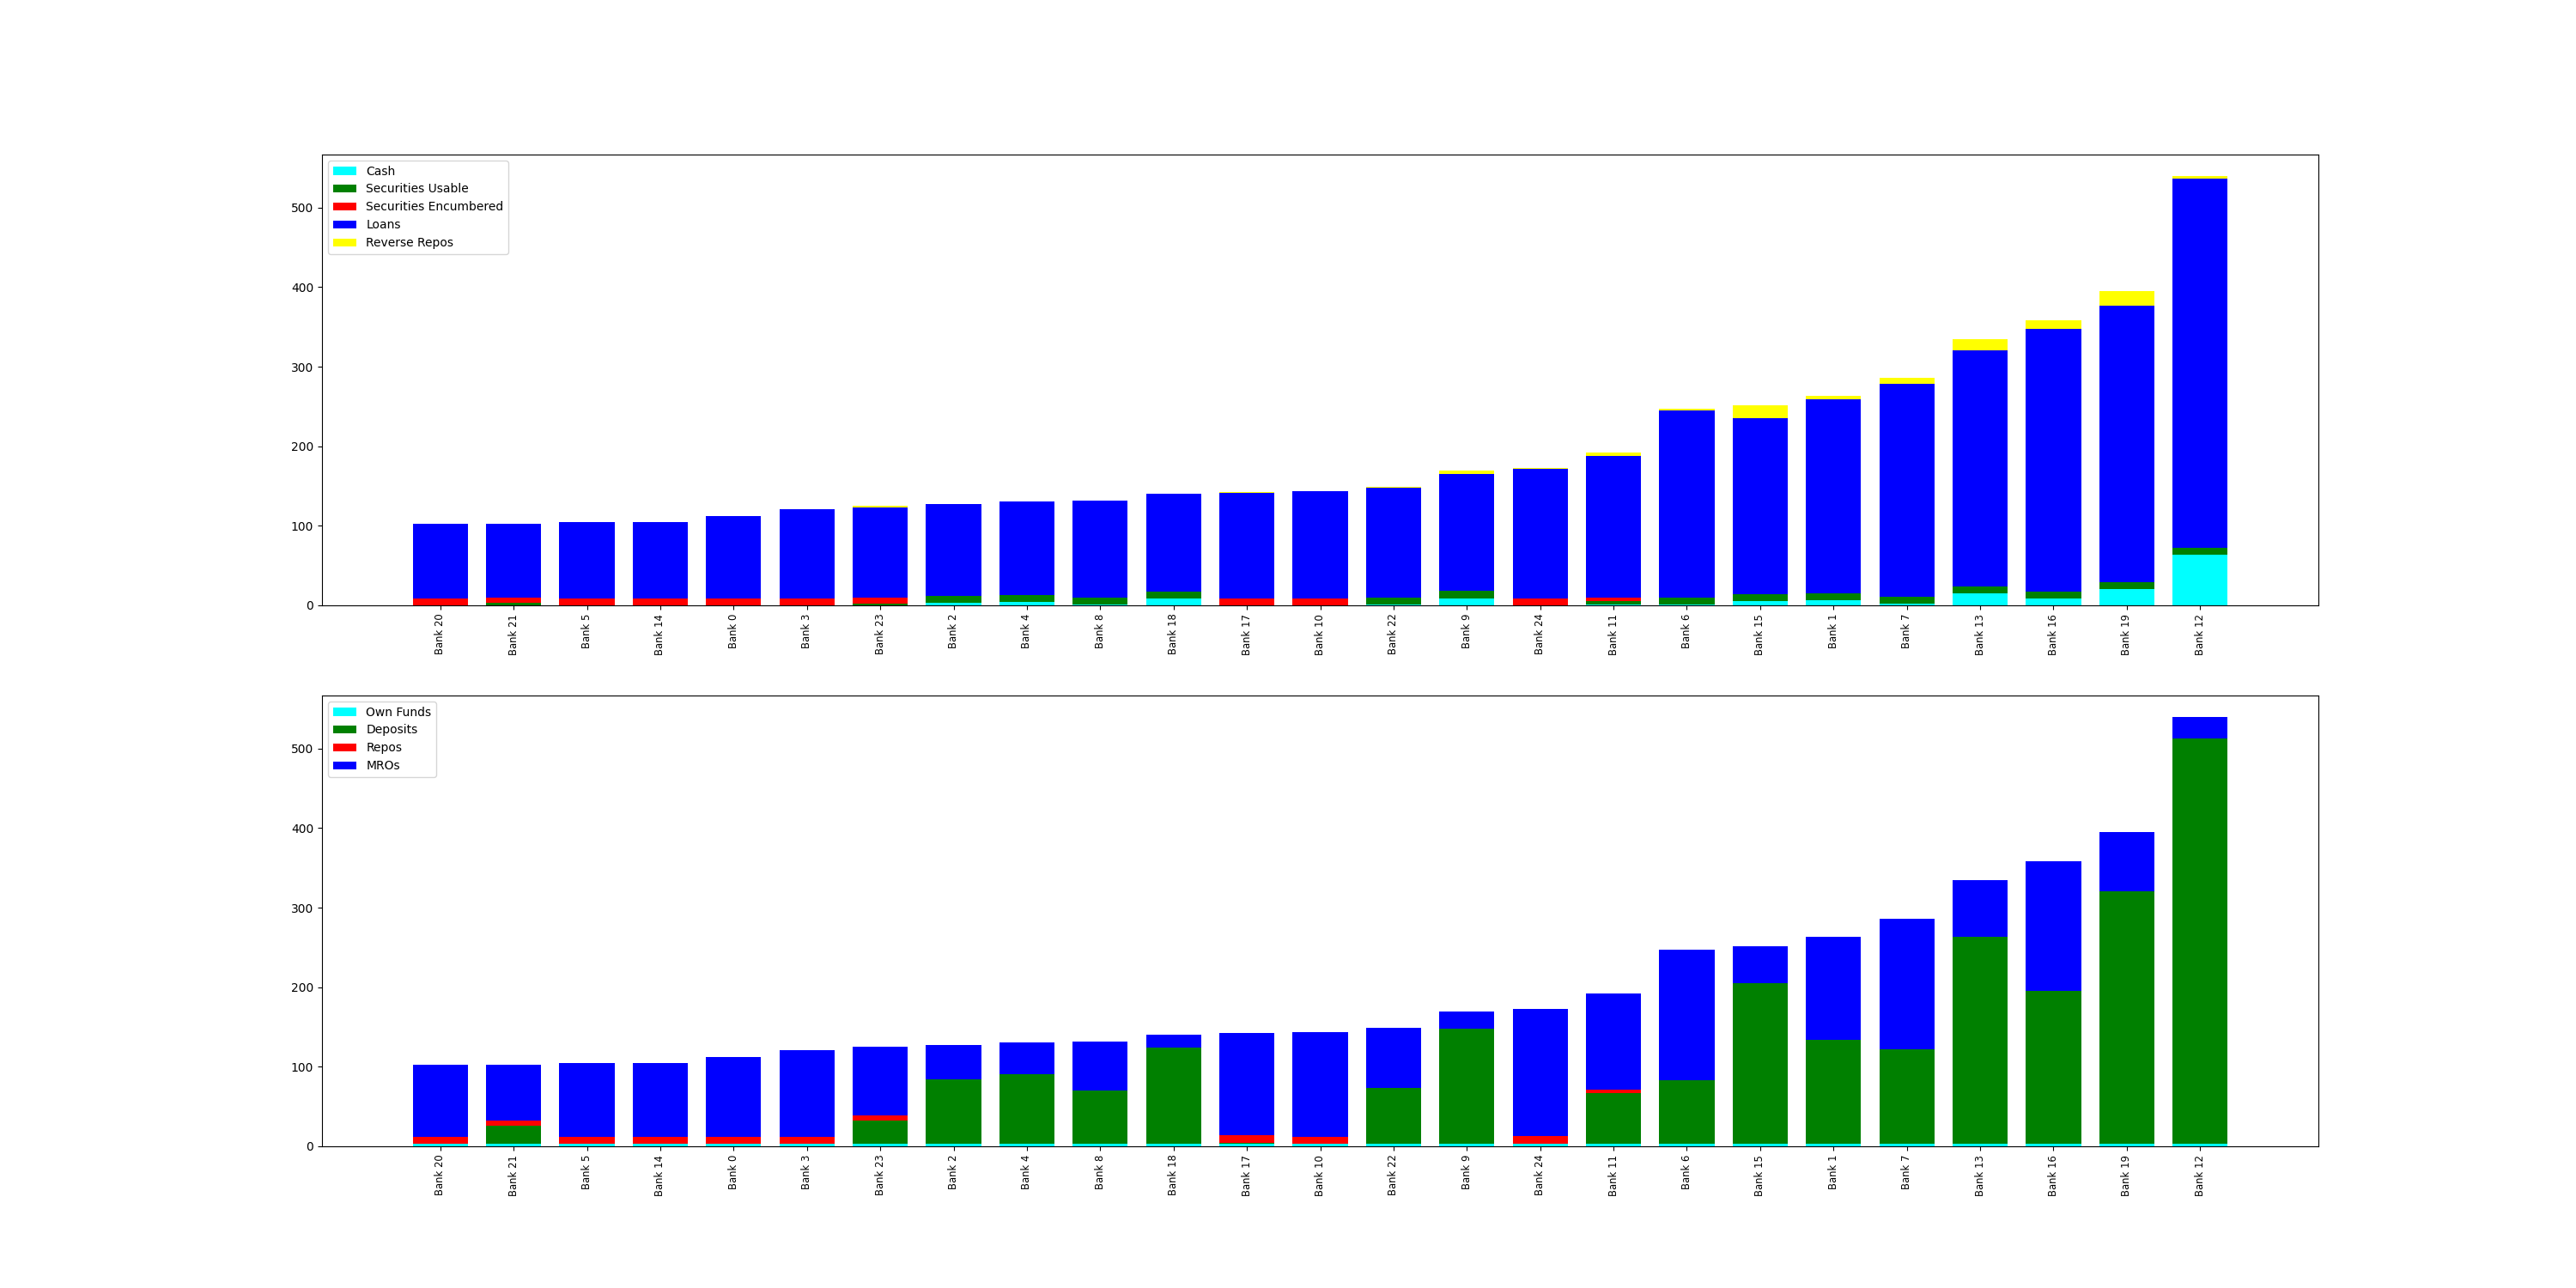 Cash
Securities Usable
Securities Encumbered
Loans
Reverse Repos
500
400
300
200
100
0
Bank 20
Bank 21
Bank 5
Bank 14
Bank 0
Bank 3
Bank 23
Bank 2
Bank 4
Bank 8
Bank 18
Bank 17
Bank 10
Bank 22
Bank 9
Bank 24
Bank 11
Bank 6
Bank 15
Bank 1
Bank 7
Bank 13
Bank 16
Bank 19
Bank 12
Own Funds
Deposits
Repos
MROs
500
400
300
200
100
0
Bank 20
Bank 21
Bank 5
Bank 14
Bank 0
Bank 3
Bank 23
Bank 2
Bank 4
Bank 8
Bank 18
Bank 17
Bank 10
Bank 22
Bank 9
Bank 24
Bank 11
Bank 6
Bank 15
Bank 1
Bank 7
Bank 13
Bank 16
Bank 19
Bank 12